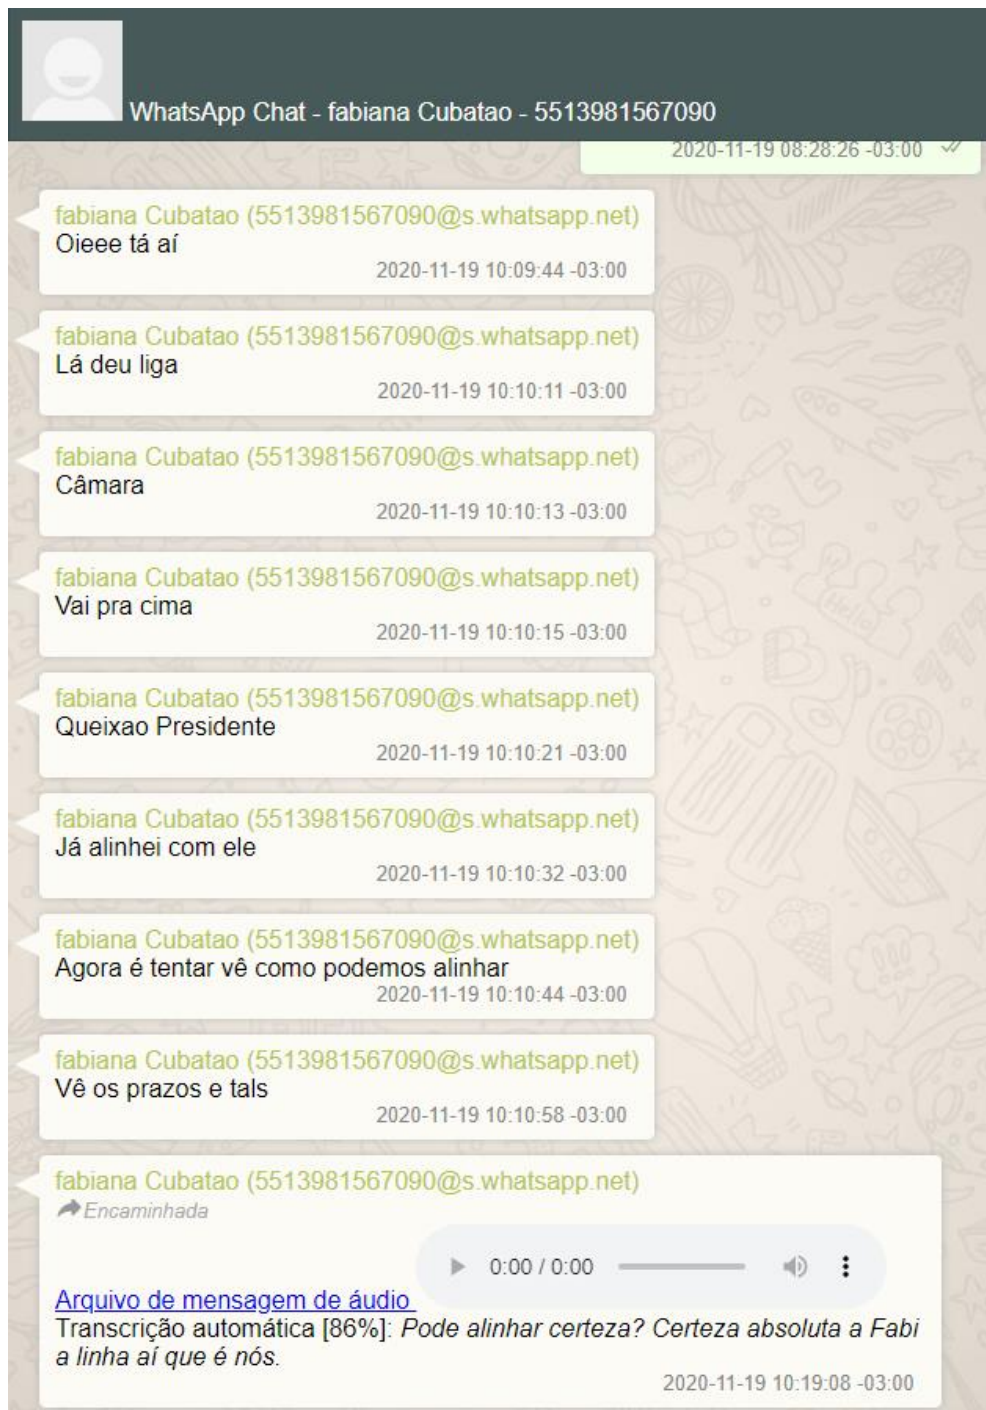 WhatsApp Chat - fabiana Cubatao - 5513981567090
2020-11-19 08:28:26 -03:00
fabiana Cubatao (5513981567090@s.whatsapp.net)
Oieee tá aí
2020-11-19 10:09:44 -03:00
fabiana Cubatao (5513981567090@s.whatsapp.net)
Lá deu liga
2020-11-19 10:10:11 -03:00
fabiana Cubatao (5513981567090@s.whatsapp.net)
Câmara
2020-11-19 10:10:13 -03:00
fabiana Cubatao (5513981567090@s.whatsapp.net)
Vai pra cima
2020-11-19 10:10:15 -03:00
fabiana Cubatao (5513981567090@s.whatsapp.net)
Queixao Presidente
2020-11-19 10:10:21 -03:00
fabiana Cubatao (5513981567090@s.whatsapp.net)
Já alinhei com ele
2020-11-19 10:10:32 -03:00
fabiana Cubatao (5513981567090@s.whatsapp.net)
Agora é tentar vê como podemos alinhar
2020-11-19 10:10:44 -03:00
fabiana Cubatao (5513981567090@s.whatsapp.net)
Vê os prazos e tals
2020-11-19 10:10:58 -03:00
fabiana Cubatao (5513981567090@s.whatsapp.net)
Encaminhada
0:00 / 0:00
Arquivo de mensagem de áudio
Transcrição automática [86%]: Pode alinhar certeza? Certeza absoluta a Fabi
a linha aí que é nós.
2020-11-19 10:19:08 -03:00